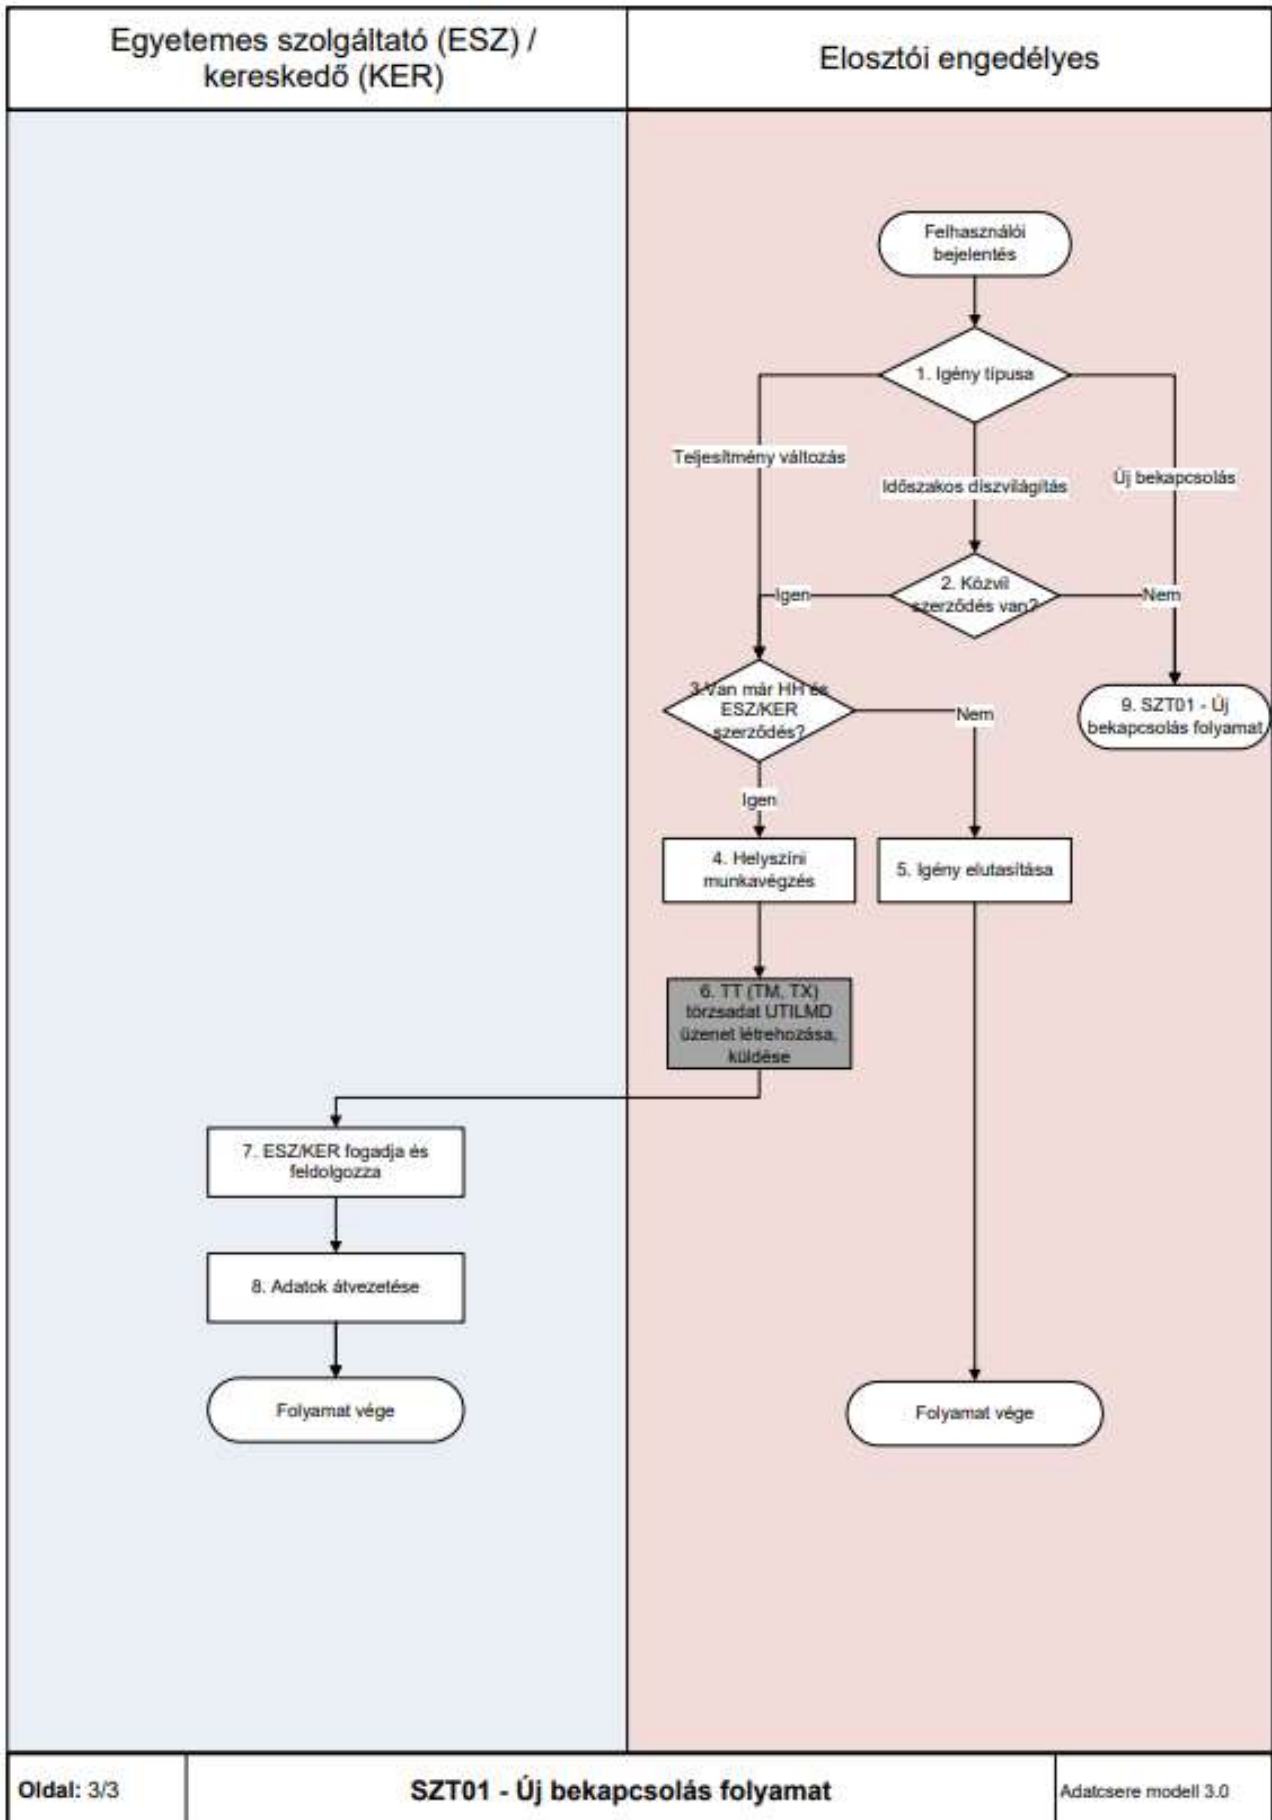 Egyetemes szolgáltató (ESZ) /
kereskedő (KER)
Elosztói engedélyes
Felhasználói
bejelentés
1. Igény típusa
Teljesítmény változás
Időszakos díszvilágítás
Új bekapcsolás
2. Közvil
szerződés van?
Igen
Nem
3.Van már HH és
ESZ/KER
szerződés?
Nem
9. SZT01 - Új
bekapcsolás folyamat
Igen
4. Helyszíni
munkavégzés
5. Igény elutasítása
6. TT (TM, TX)
törzsadat UTILMD
üzenet létrehozása,
küldése
7. ESZ/KER fogadja és
feldolgozza
8. Adatok átvezetése
Folyamat vége
Folyamat vége
Oldal: 3/3
SZT01 - Új bekapcsolás folyamat
Adatcsere modell 3.0